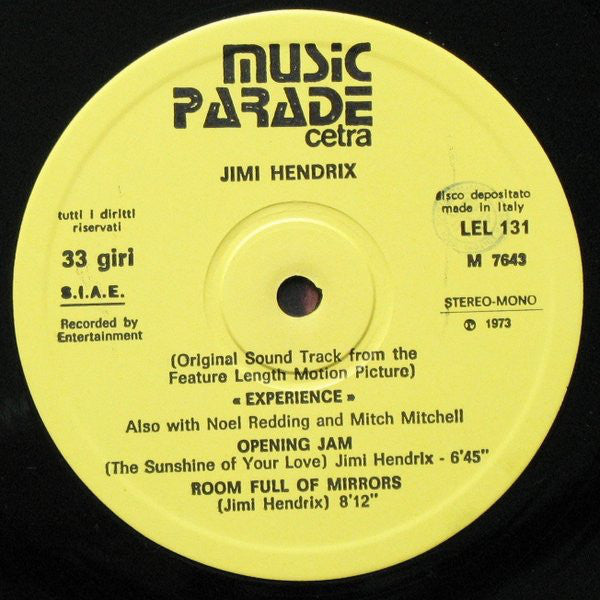 MUSIC
PARADE
cetra
JIMI HENDRIX
tutti i diritti
riservati
33 giri
S.I.A.E.
Recorded by
Entertainment
disco depositato
made in Italy
LEL 131
M 7643
STEREO-MONO
Ⓟ 1973
(Original Sound Track from the
Feature Length Motion Picture)
« EXPERIENCE »
Also with Noel Redding and Mitch Mitchell
OPENING JAM
(The Sunshine of Your Love) Jimi Hendrix - 6'45"
ROOM FULL OF MIRRORS
(Jimi Hendrix) 8'12"